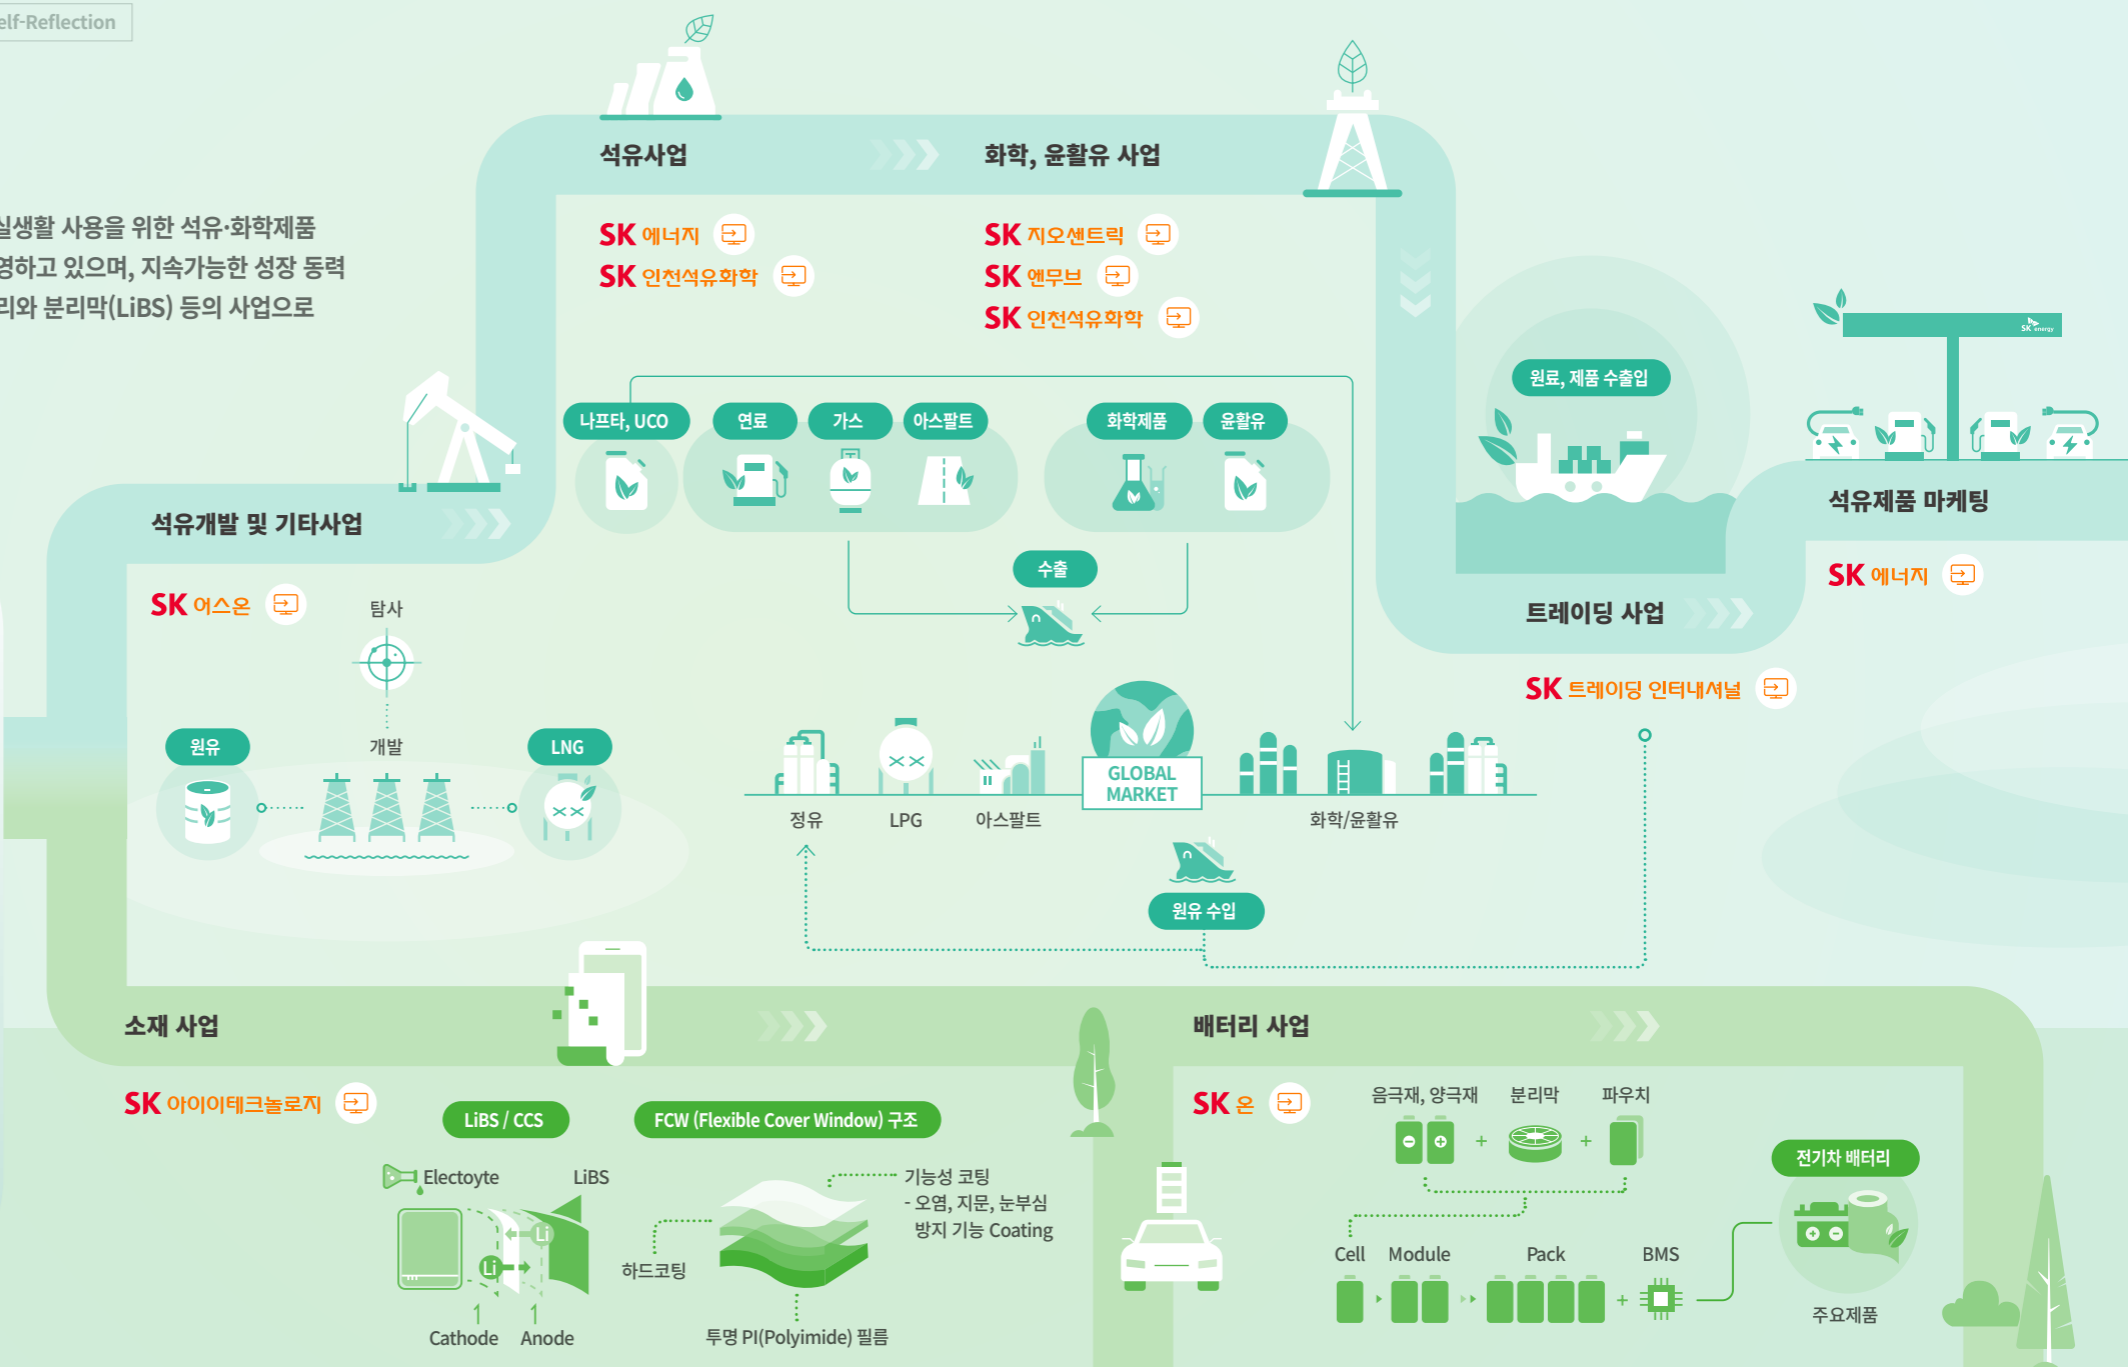 elf-Reflection
실생활 사용을 위한 석유·화학제품
영하고 있으며, 지속가능한 성장 동력
리와 분리막(LiBS) 등의 사업으로
석유사업
화학, 윤활유 사업
SK 에너지
SK 인천석유화학
SK 지오센트릭
SK 엔무브
SK 인천석유화학
나프타, UCO
연료
가스
아스팔트
화학제품
윤활유
수출
원료, 제품 수출입
SK energy
석유제품 마케팅
SK 에너지
석유개발 및 기타사업
SK 어스온
탐사
원유
개발
LNG
트레이딩 사업
SK 트레이딩 인터내셔널
GLOBAL
MARKET
정유
LPG
아스팔트
화학/윤활유
원유 수입
소재 사업
SK 아이이테크놀로지
LiBS / CCS
FCW (Flexible Cover Window) 구조
Electoyte
LiBS
Li
Li
Cathode
Anode
기능성 코팅
- 오염, 지문, 눈부심
방지 기능 Coating
하드코팅
투명 PI(Polyimide) 필름
배터리 사업
SK 온
음극재, 양극재
분리막
파우치
+
+
전기차 배터리
Cell
Module
Pack
BMS
+
주요제품